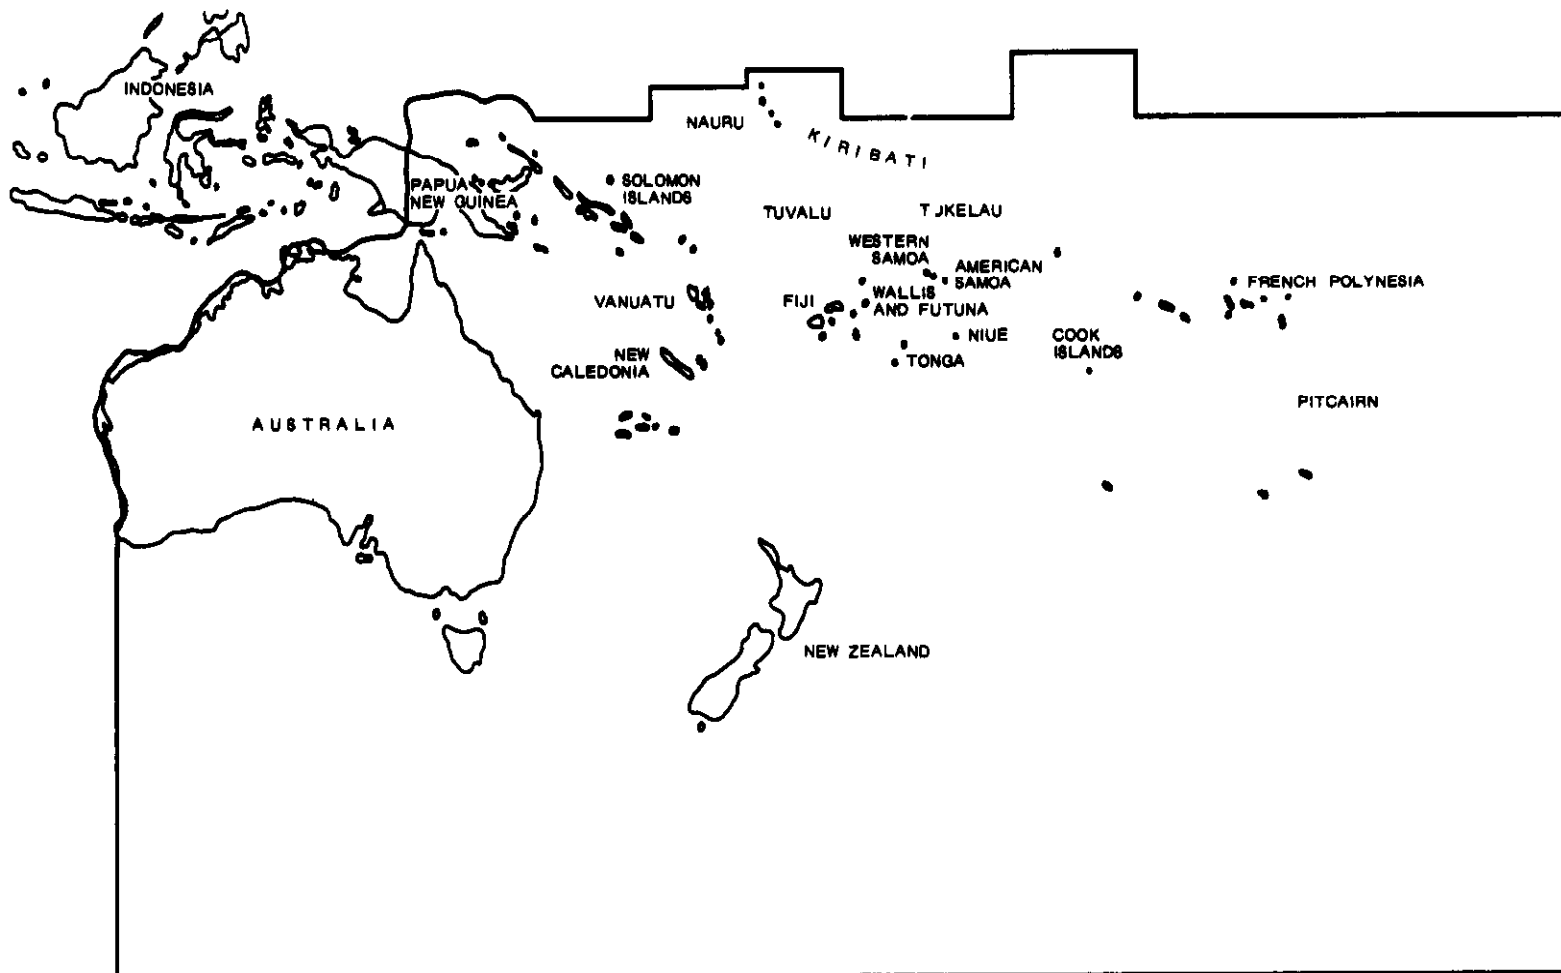 INDONESIA
NAURU
KIRIBATI
PAPUA
NEW GUINEA
SOLOMON
ISLANDS
TUVALU
TJKELAU
WESTERN
SAMOA
AMERICAN
SAMOA
FRENCH POLYNESIA
VANUATU
FIJI
WALLIS
AND FUTUNA
NIUE
COOK
ISLANDS
NEW
CALEDONIA
TONGA
PITCAIRN
AUSTRALIA
NEW ZEALAND